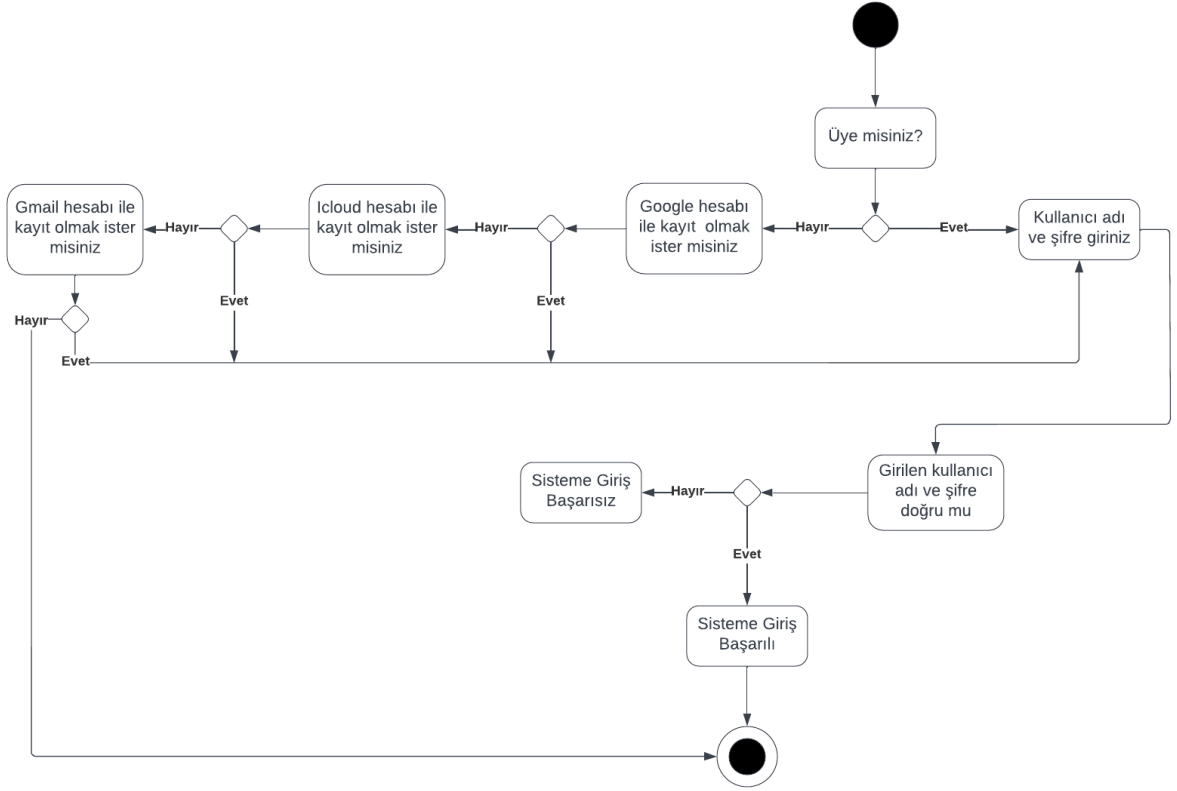 Üye misiniz?
Gmail hesabı ile
kayıt olmak ister
misiniz
Hayır
Icloud hesabı ile
kayıt olmak ister
misiniz
Hayır
Google hesabı
ile kayıt  olmak
ister misiniz
Hayır
Evet
Kullanıcı adı
ve şifre giriniz
Evet
Evet
Hayır
Evet
Sisteme Giriş
Başarısız
Hayır
Girilen kullanıcı
adı ve şifre
doğru mu
Evet
Sisteme Giriş
Başarılı